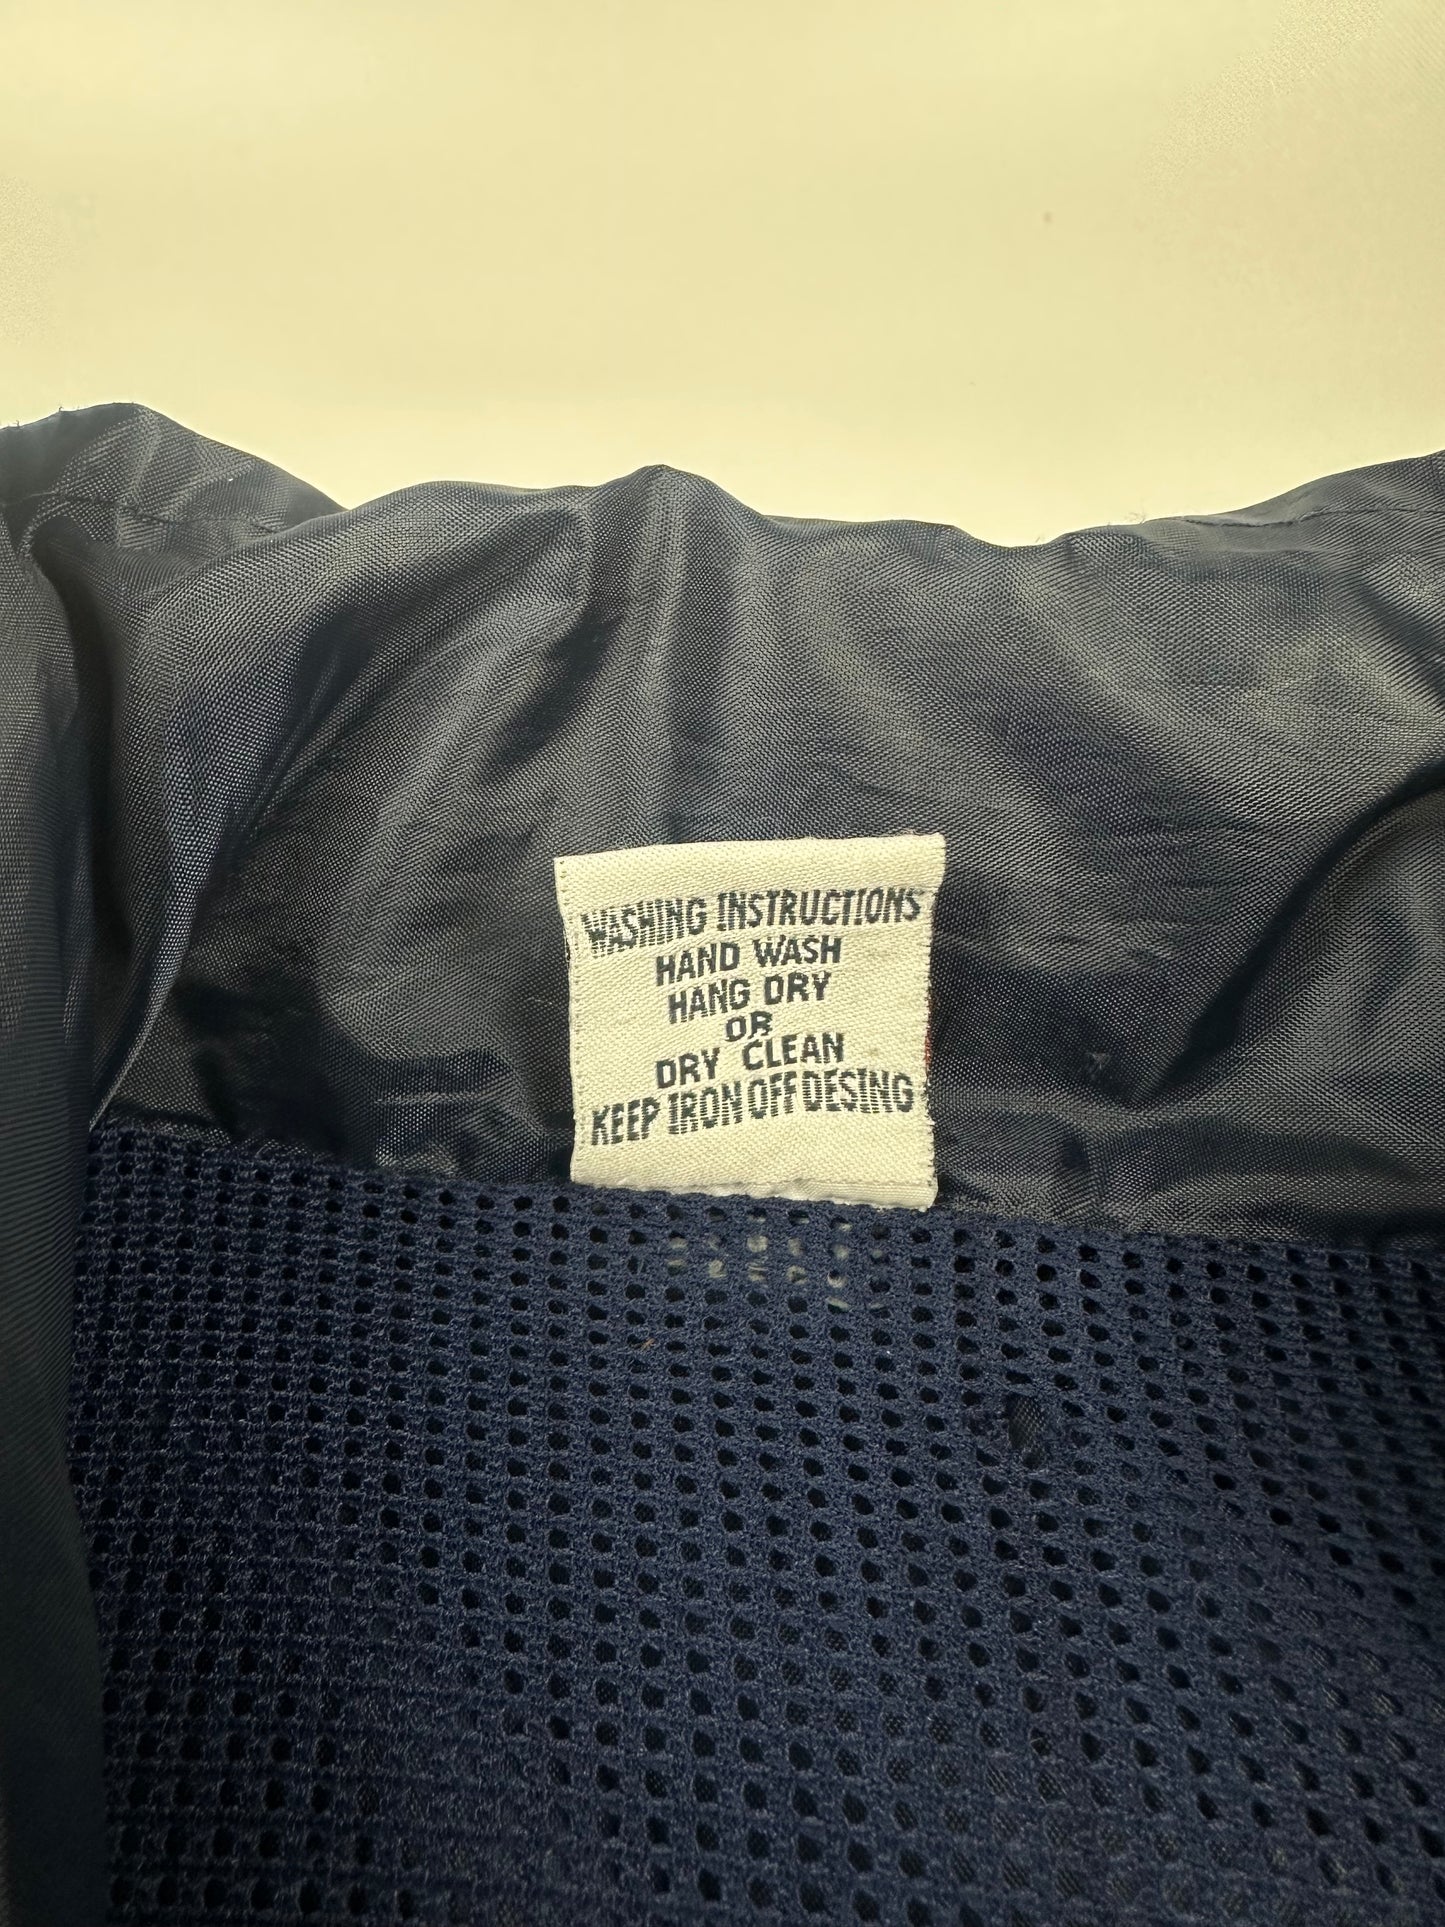 WASHING INSTRUCTIONS
HAND WASH
HANG DRY
OR
DRY CLEAN
KEEP IRON OFF DESING